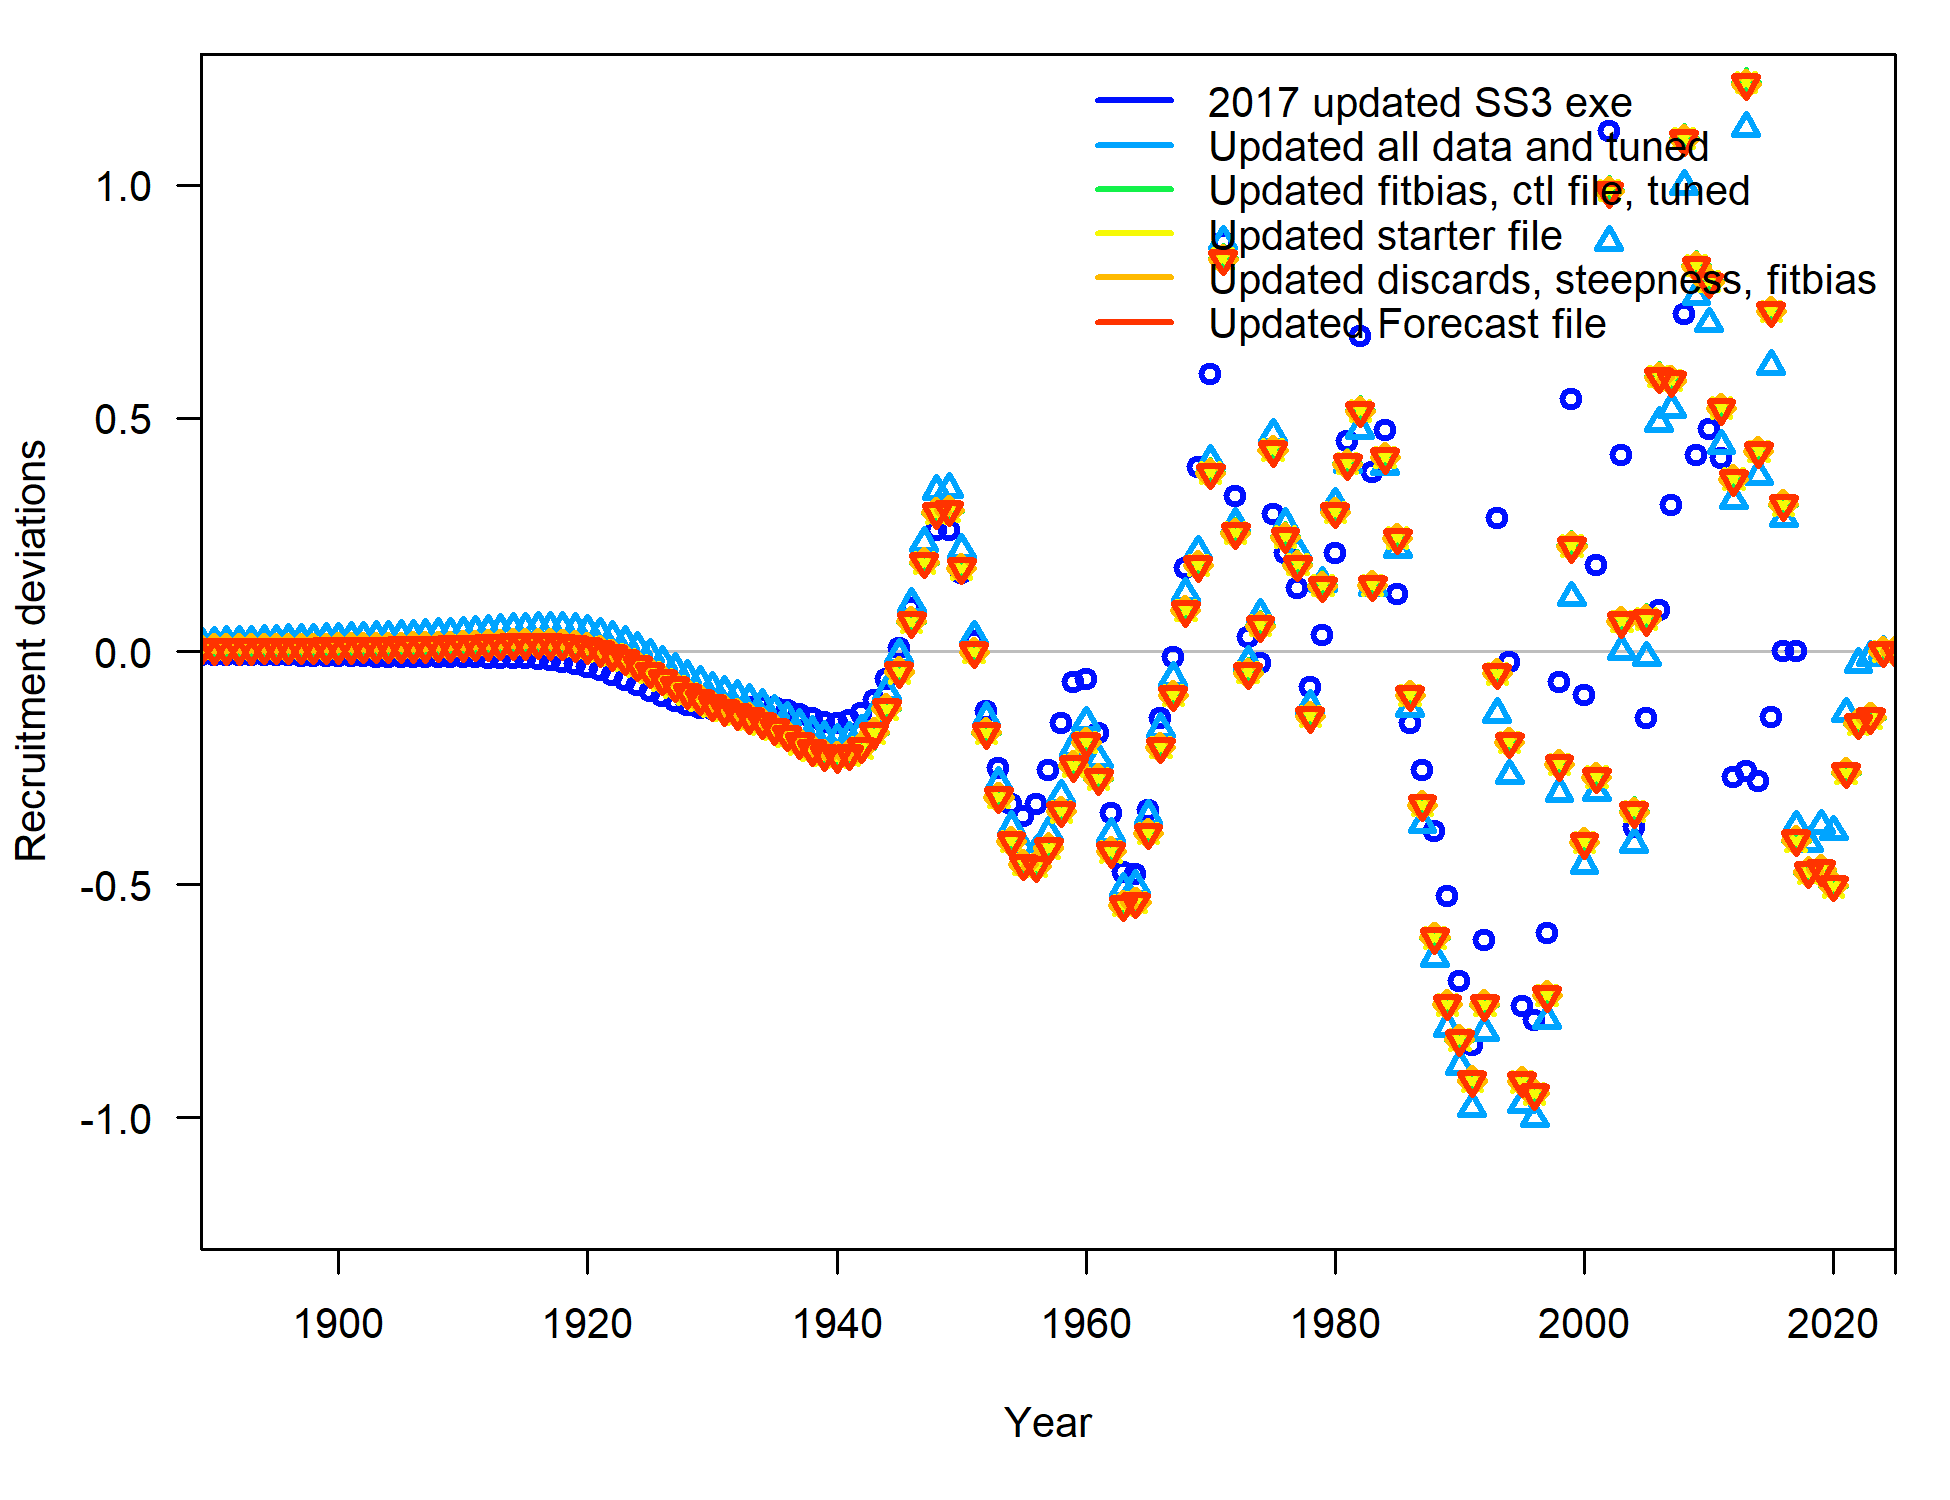 2017 updated SS3 exe
Updated all data and tuned
Updated fitbias, ctl file, tuned
Updated starter file
Updated discards, steepness, fitbias
Updated Forecast file
1.0
0.5
0.0
-0.5
-1.0
Recruitment deviations
1900 1920 1940 1960 1980 2000 2020
Year